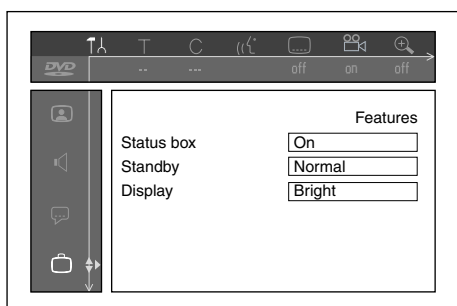 T C
DVD -- --- off on off
Features
Status box On
Standby Normal
Display Bright